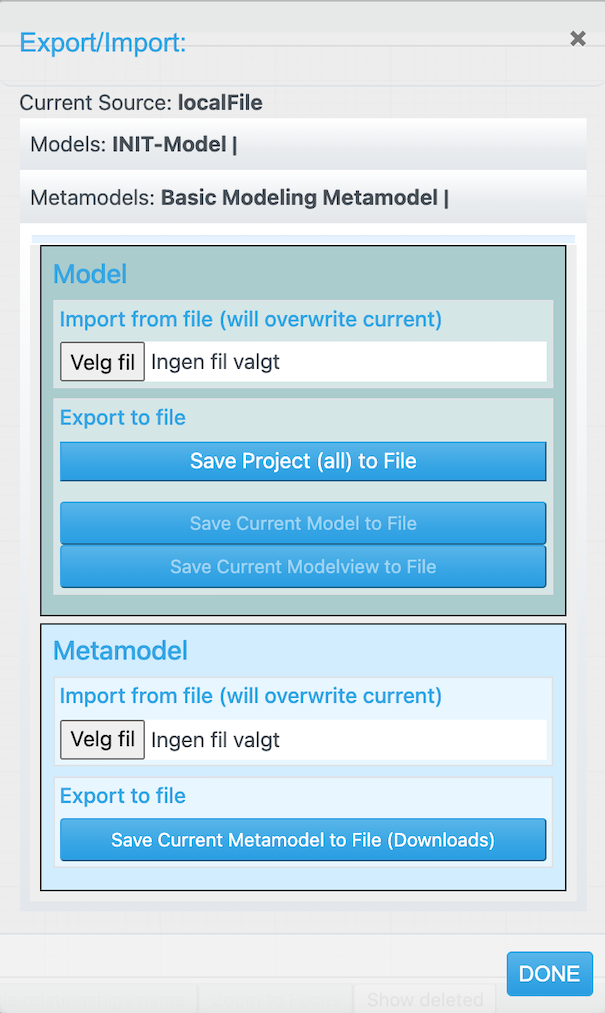 Export/Import:
×
Current Source: localFile
Models: INIT-Model |
Metamodels: Basic Modeling Metamodel |
Model
Import from file (will overwrite current)
Velg fil Ingen fil valgt
Export to file
Save Project (all) to File
Save Current Model to File
Save Current Modelview to File
Metamodel
Import from file (will overwrite current)
Velg fil Ingen fil valgt
Export to file
Save Current Metamodel to File (Downloads)
DONE
Show deleted